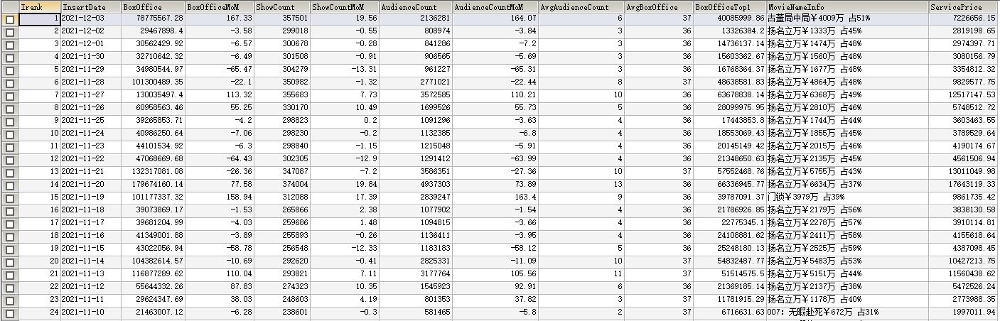 Irank InsertDate BoxOffice BoxOfficeMoM ShowCount ShowCountMoM AudienceCount AudienceCountMoM AvgAudienceCount AvgBoxOffice BoxOfficeTop1 MovieNameInfo ServicePrice
1 2021-12-03 78775567.28 167.33 357501 19.56 2136281 164.07 6 37 40085999.86 古董局中局¥4009万 占51% 7226656.15
2 2021-12-02 29467898.4 -3.58 299018 -0.55 808974 -3.84 3 36 13326384.2 扬名立万¥1333万 占45% 2819198.65
3 2021-12-01 30562429.92 -6.57 300678 -0.28 841286 -7.2 3 36 14736137.14 扬名立万¥1474万 占48% 2974397.71
4 2021-11-30 32710642.32 -6.49 301508 -0.91 906565 -5.69 3 36 15603362.67 扬名立万¥1560万 占48% 3080156.79
5 2021-11-29 34980544.97 -65.47 304279 -13.31 961227 -65.31 3 36 16768364.37 扬名立万¥1677万 占48% 3354812.32
6 2021-11-28 101300489.35 -22.1 350982 -1.32 2771021 -22.44 8 37 48638581.83 扬名立万¥4864万 占48% 9829577.75
7 2021-11-27 130035497.4 113.32 355683 7.73 3572585 110.21 10 36 63678838.14 扬名立万¥6368万 占49% 12517147.53
8 2021-11-26 60958563.46 55.25 330170 10.49 1699526 55.73 5 36 28099975.95 扬名立万¥2810万 占46% 5748512.72
9 2021-11-25 39265853.71 -4.2 298823 0.2 1091296 -3.63 4 36 17443853.8 扬名立万¥1744万 占44% 3603463.55
10 2021-11-24 40986250.64 -7.06 298230 -0.2 1132385 -6.8 4 36 18553069.43 扬名立万¥1855万 占45% 3789529.64
11 2021-11-23 44101534.92 -6.3 298840 -1.15 1215048 -5.91 4 36 20145149.42 扬名立万¥2015万 占46% 4190174.67
12 2021-11-22 47068669.68 -64.43 302305 -12.9 1291412 -63.99 4 36 21348650.63 扬名立万¥2135万 占45% 4561506.94
13 2021-11-21 132317081.08 -26.36 347087 -7.2 3586351 -27.36 10 37 57552468.76 扬名立万¥5755万 占43% 13011049.98
14 2021-11-20 179674160.14 77.58 374004 19.84 4937303 73.89 13 36 66336945.77 扬名立万¥6634万 占37% 17643119.33
15 2021-11-19 101177337.32 158.94 312088 17.39 2839247 163.4 9 36 39787091.37 门锁¥3979万 占39% 9861735.42
16 2021-11-18 39073869.17 -1.53 265866 2.38 1077902 -1.54 4 36 21786926.85 扬名立万¥2179万 占56% 3838130.58
17 2021-11-17 39681204.99 -4.03 259686 1.48 1094815 -3.66 4 36 22775345.1 扬名立万¥2278万 占57% 3910114.81
18 2021-11-16 41349001.88 -3.89 255893 -0.26 1136411 -3.95 4 36 24108881.62 扬名立万¥2411万 占58% 4155618.64
19 2021-11-15 43022056.94 -58.78 256548 -12.33 1183183 -58.12 5 36 25248180.13 扬名立万¥2525万 占59% 4387098.45
20 2021-11-14 104382614.57 -10.69 292620 -0.41 2825331 -11.09 10 37 54832487.77 扬名立万¥5483万 占53% 10427213.75
21 2021-11-13 116877289.62 110.04 293821 7.11 3177764 105.56 11 37 51514575.5 扬名立万¥5151万 占44% 11560438.62
22 2021-11-12 55644332.26 87.83 274323 10.35 1545923 92.91 6 36 21369185.14 扬名立万¥2137万 占38% 5472526.24
23 2021-11-11 29624347.69 38.03 248603 4.19 801353 37.82 3 37 11781915.29 扬名立万¥1178万 占40% 2773988.35
24 2021-11-10 21463007.12 -6.28 238601 -0.3 581465 -5.8 2 37 6716631.63 007：无暇赴死¥672万 占31% 1997011.94